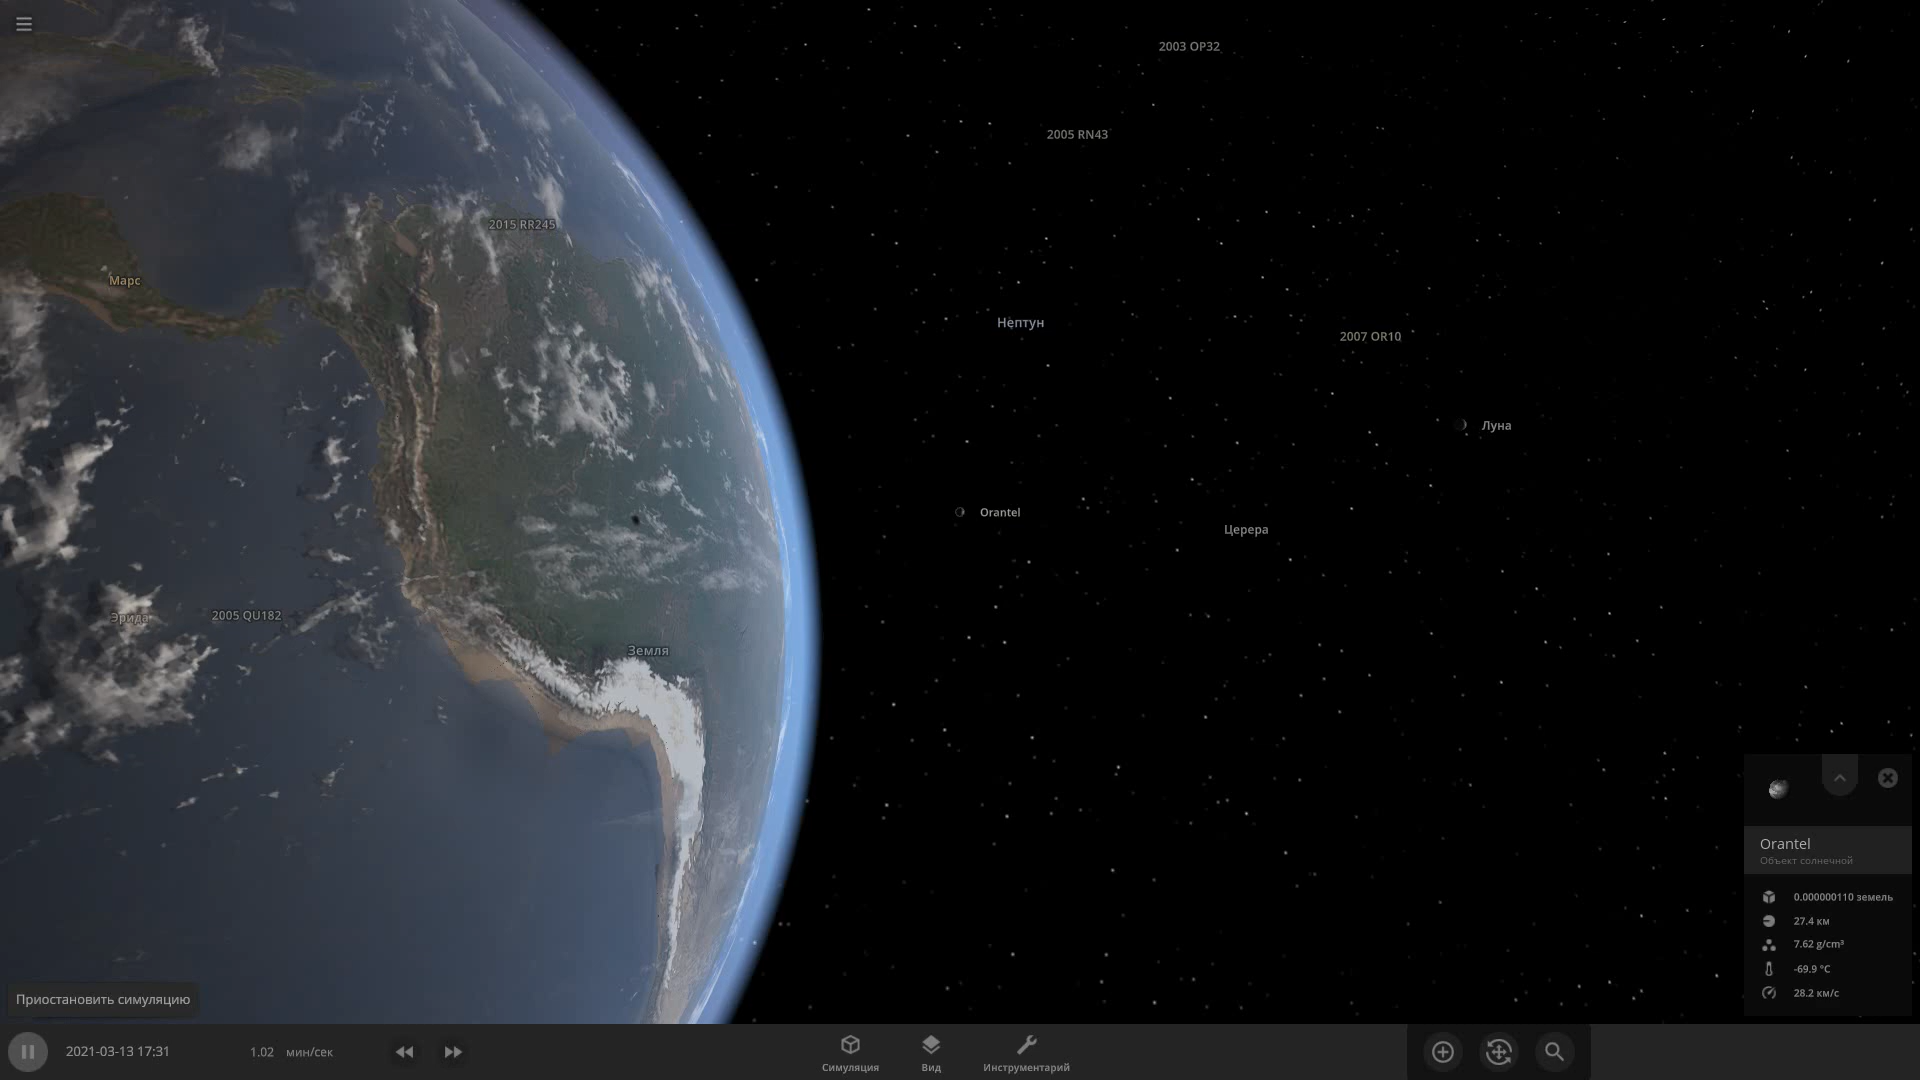 2003 OP32
2005 RN43
2015 RR245
Марс
Нептун
2007 OR10
Луна
Orantel
Церера
Эрида
2005 QU182
Земля
Orantel
Объект солнечной
0.000000110 земель
27.4 км
7.62 g/cm³
-69.9 °C
28.2 км/с
Приостановить симуляцию
2021-03-13 17:31
1.02 мин/сек
Симуляция
Вид
Инструментарий